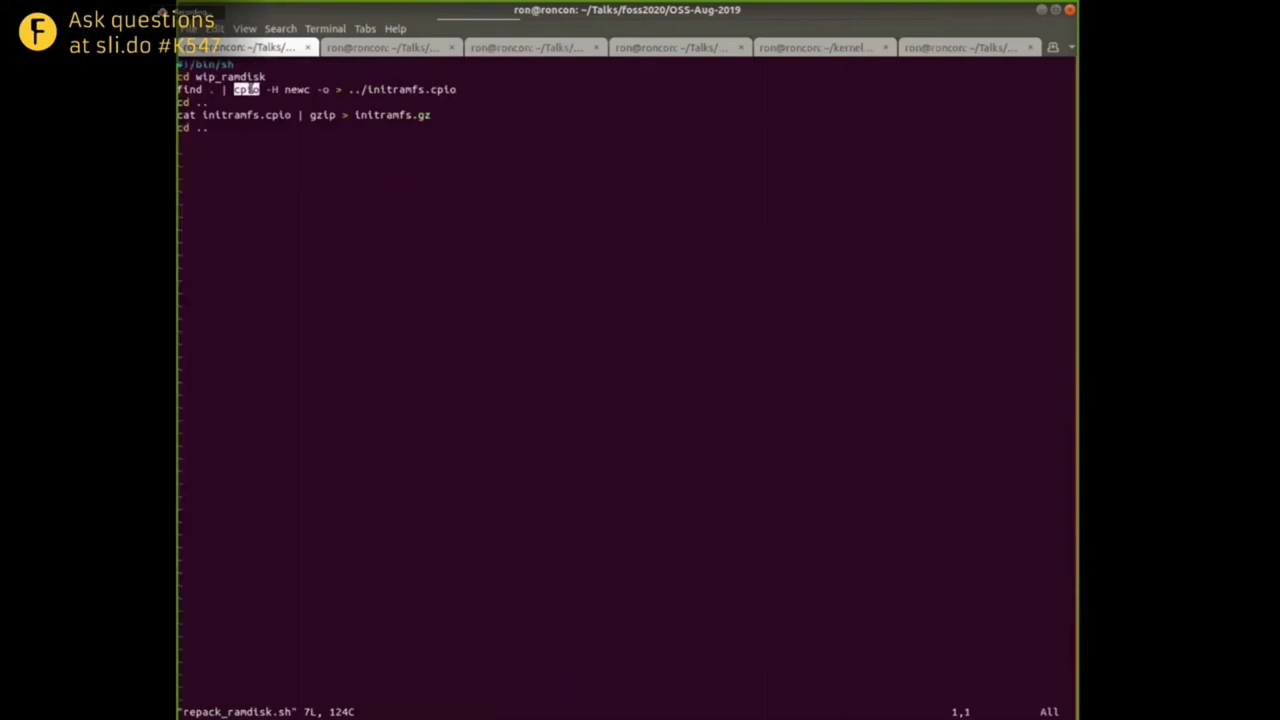 Ask questions
at sli.do #K547
ron@roncon: ~/Talks/foss2020/OSS-Aug-2019
File Edit View Search Terminal Tabs Help
roncon: ~/Talks/... × ron@roncon: ~/Talks/... × ron@roncon: ~/Talks/... × ron@roncon: ~/Talks/... × ron@roncon: ~/kernel... × ron@roncon: ~/Talks/... ×
#!/bin/sh
cd wip_ramdisk
find . | cpio -H newc -o > ../initramfs.cpio
cd ..
cat initramfs.cpio | gzip > initramfs.gz
cd ..
"repack_ramdisk.sh" 7L, 124C 1,1 All